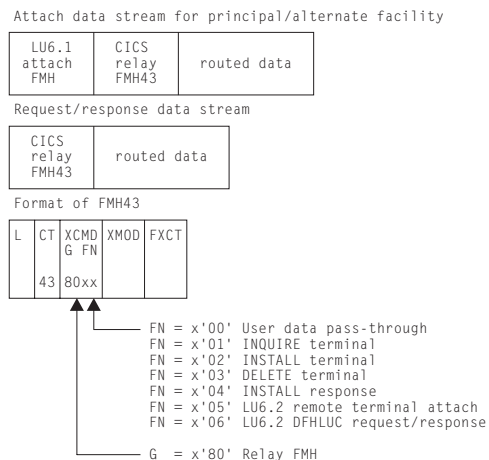 Attach data stream for principal/alternate facility
LU6.1 attach FMH
CICS relay FMH43
routed data
Request/response data stream
CICS relay FMH43
routed data
Format of FMH43
L CT XCMD XMOD FXCT
G FN
43 80xx
FN = x'00' User data pass-through
FN = x'01' INQUIRE terminal
FN = x'02' INSTALL terminal
FN = x'03' DELETE terminal
FN = x'04' INSTALL response
FN = x'05' LU6.2 remote terminal attach
FN = x'06' LU6.2 DFHLUC request/response
G = x'80' Relay FMH